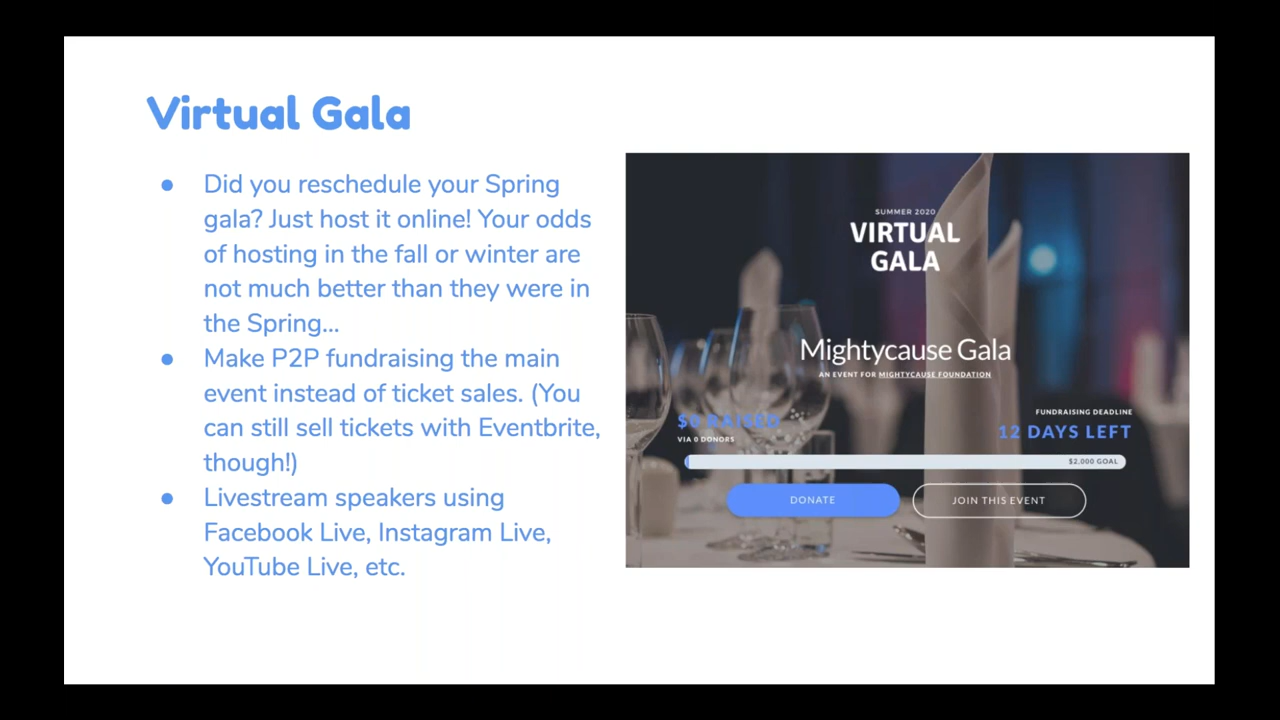 Virtual Gala
Did you reschedule your Spring
gala? Just host it online! Your odds
of hosting in the fall or winter are
not much better than they were in
the Spring...
Make P2P fundraising the main
event instead of ticket sales. (You
can still sell tickets with Eventbrite,
though!)
Livestream speakers using
Facebook Live, Instagram Live,
YouTube Live, etc.
SUMMER 2020
VIRTUAL
GALA
Mightycause Gala
AN EVENT FOR MIGHTYCAUSE FOUNDATION
$0 RAISED
VIA 0 DONORS
FUNDRAISING DEADLINE
12 DAYS LEFT
$2,000 GOAL
DONATE
JOIN THIS EVENT